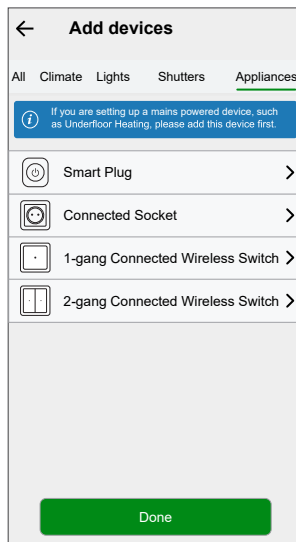 Add devices
All Climate Lights Shutters Appliances
If you are setting up a mains powered device, such
as Underfloor Heating, please add this device first.
Smart Plug
Connected Socket
1-gang Connected Wireless Switch
2-gang Connected Wireless Switch
Done